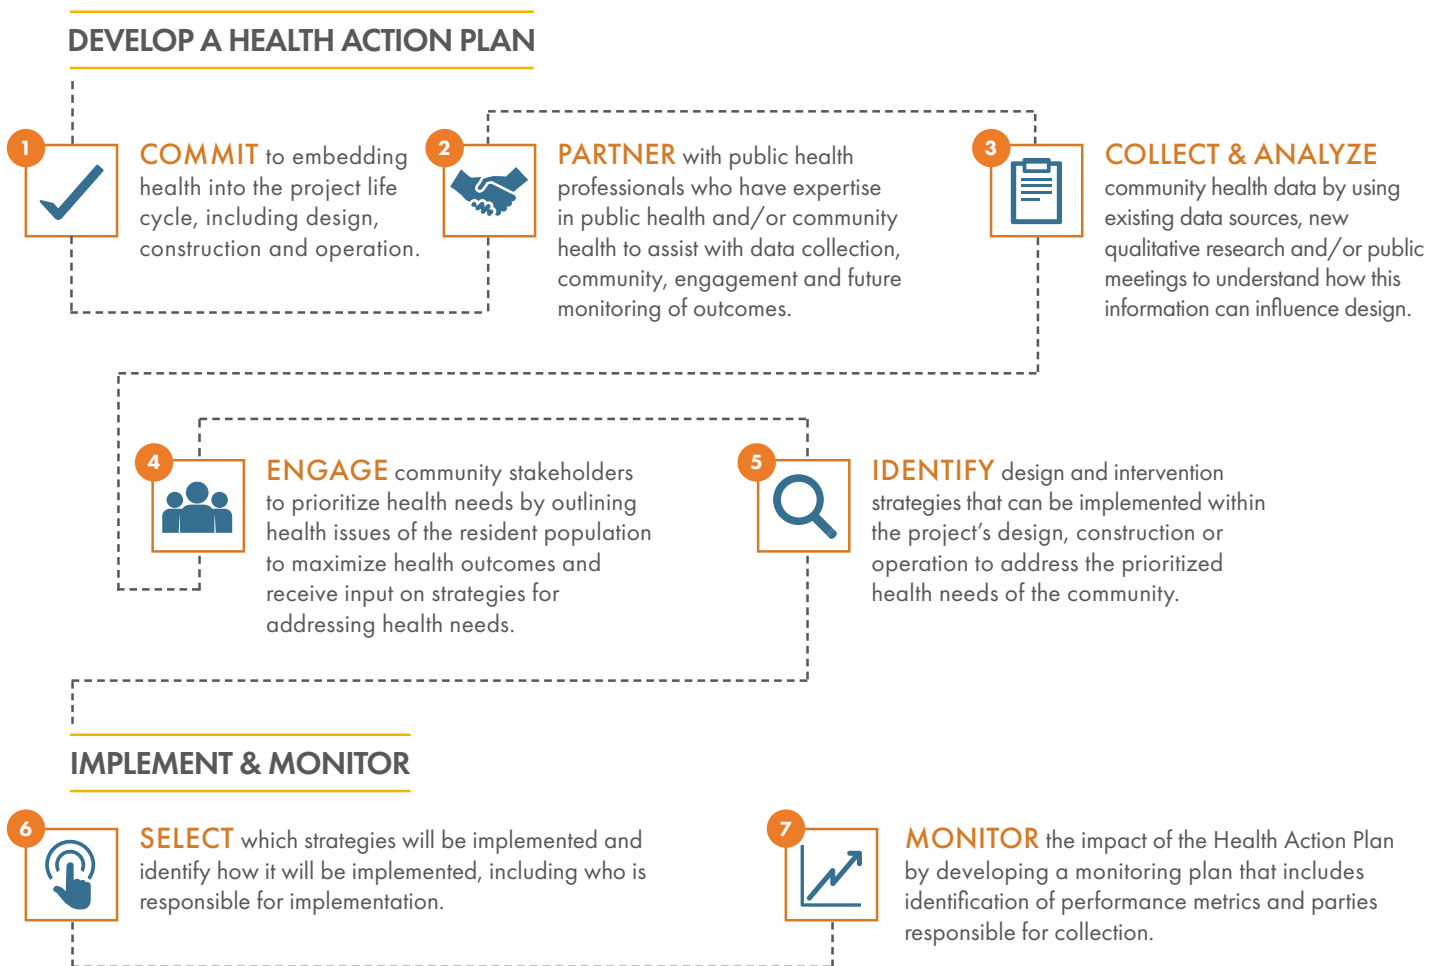 DEVELOP A HEALTH ACTION PLAN
1
COMMIT to embedding
health into the project life
cycle, including design,
construction and operation.
2
PARTNER with public health
professionals who have expertise
in public health and/or community
health to assist with data collection,
community, engagement and future
monitoring of outcomes.
3
COLLECT & ANALYZE
community health data by using
existing data sources, new
qualitative research and/or public
meetings to understand how this
information can influence design.
4
ENGAGE community stakeholders
to prioritize health needs by outlining
health issues of the resident population
to maximize health outcomes and
receive input on strategies for
addressing health needs.
5
IDENTIFY design and intervention
strategies that can be implemented within
the project's design, construction or
operation to address the prioritized
health needs of the community.
IMPLEMENT & MONITOR
6
SELECT which strategies will be implemented and
identify how it will be implemented, including who is
responsible for implementation.
7
MONITOR the impact of the Health Action Plan
by developing a monitoring plan that includes
identification of performance metrics and parties
responsible for collection.